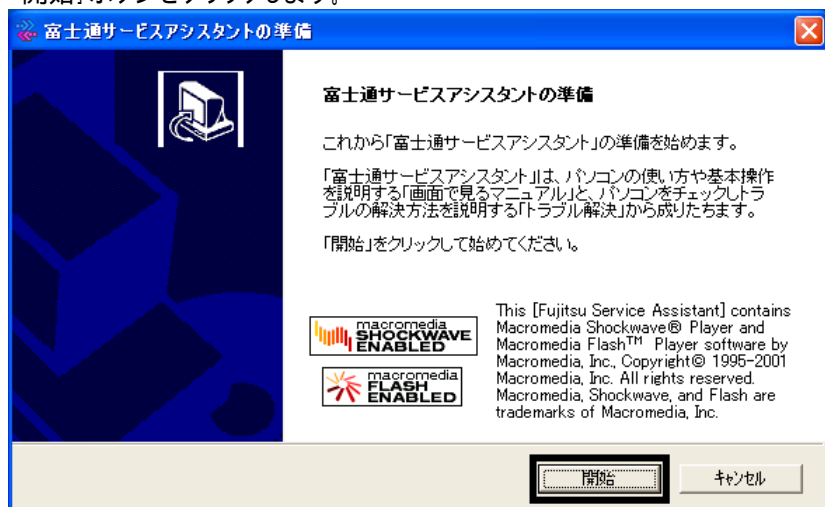 開始]ボタンをクリックします。
富士通サービスアシスタントの準備
富士通サービスアシスタントの準備
これから「富士通サービスアシスタント」の準備を始めます。
「富士通サービスアシスタント」は、パソコンの使い方や基本操作
を説明する「画面で見るマニュアル」と、パソコンをチェックしトラ
ブルの解決方法を説明する「トラブル解決」から成りたちます。
「開始」をクリックして始めてください。
macromedia
SHOCKWAVE
ENABLED
macromedia
FLASH
ENABLED
This [Fujitsu Service Assistant] contains
Macromedia Shockwave® Player and
Macromedia Flash™ Player software by
Macromedia, Inc., Copyright© 1995-2001
Macromedia, Inc. All rights reserved.
Macromedia, Shockwave, and Flash are
trademarks of Macromedia, Inc.
開始
キャンセル